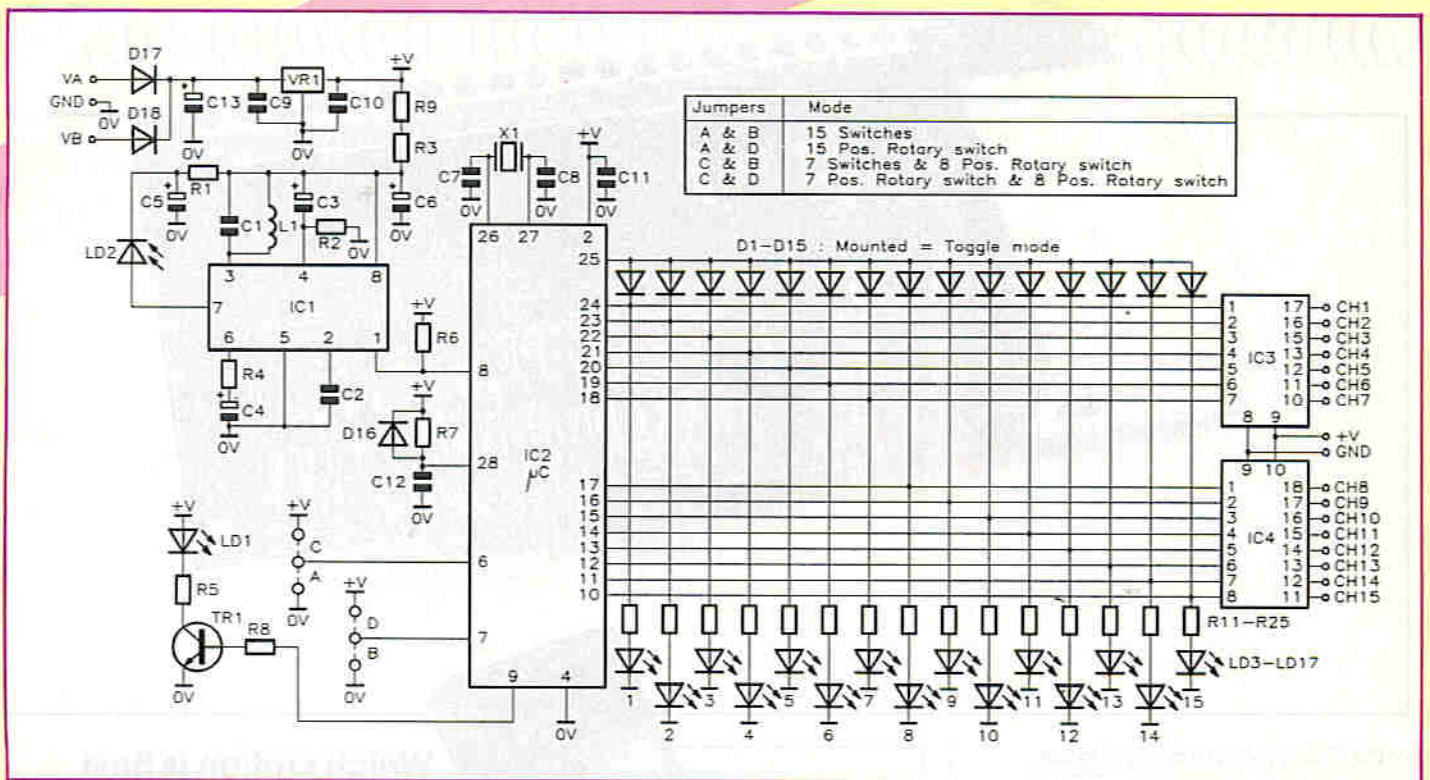 D17
VA
GND
0V
D18
VB
C13
0V
C9
VR1
C10
0V
+V
R9
R3
R1
C5
0V
C1
L1
C3
R2
0V
C6
0V
LD2
3 4 8
7
IC1
6 5 2 1
R4
C4
0V
C2
+V
R6
+V
D16
R7
C12
0V
X1
C7
0V
C8
0V
+V
C11
0V
26 27 2
25
24
23
22
21
20
19
18
8
28
IC2
µC
17
16
15
14
13
12
11
10
6
7
9 4
0V
+V
LD1
R5
TR1
0V
R8
+V
C
A
0V
+V
D
B
0V
Jumpers Mode
A & B 15 Switches
A & D 15 Pos. Rotary switch
C & B 7 Switches & 8 Pos. Rotary switch
C & D 7 Pos. Rotary switch & 8 Pos. Rotary switch
D1-D15 : Mounted = Toggle mode
1 17 CH1
2 16 CH2
3 15 CH3
4 13 CH4
5 12 CH5
6 11 CH6
7 10 CH7
IC3
8 9
+V
GND
9 10
1 18 CH8
2 17 CH9
3 16 CH10
4 15 CH11
5 14 CH12
6 13 CH13
7 12 CH14
8 11 CH15
IC4
R11-R25
LD3-LD17
1 3 5 7 9 11 13 15
2 4 6 8 10 12 14